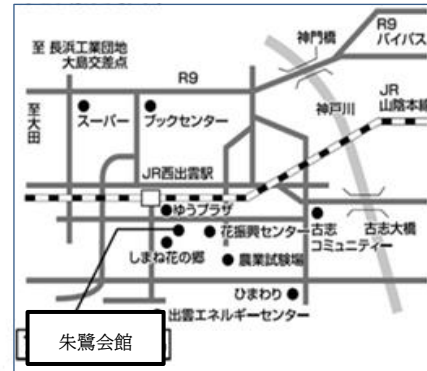 R9
バイパス
神門橋
至 長浜工業団地
大島交差点
R9
JR
山陰本線
神戸川
至大田
スーパー
ブックセンター
JR西出雲駅
ゆうプラザ
花振興センター
古志
コミュニティー
古志大橋
しまね花の郷
農業試験場
ひまわり
出雲エネルギーセンター
朱鷺会館